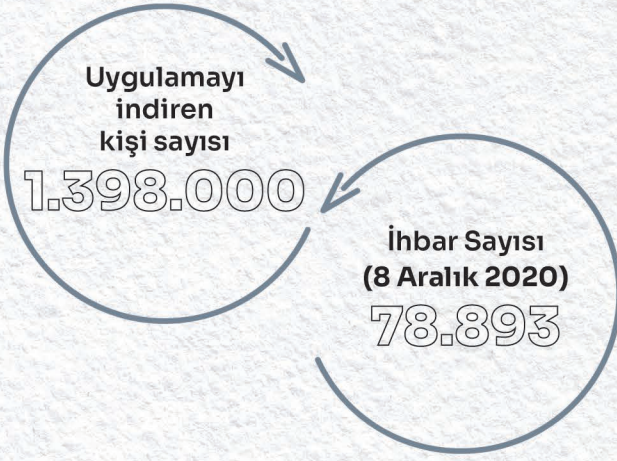 Uygulamayı
indiren
kişi sayısı
1.398.000
İhbar Sayısı
(8 Aralık 2020)
78.893